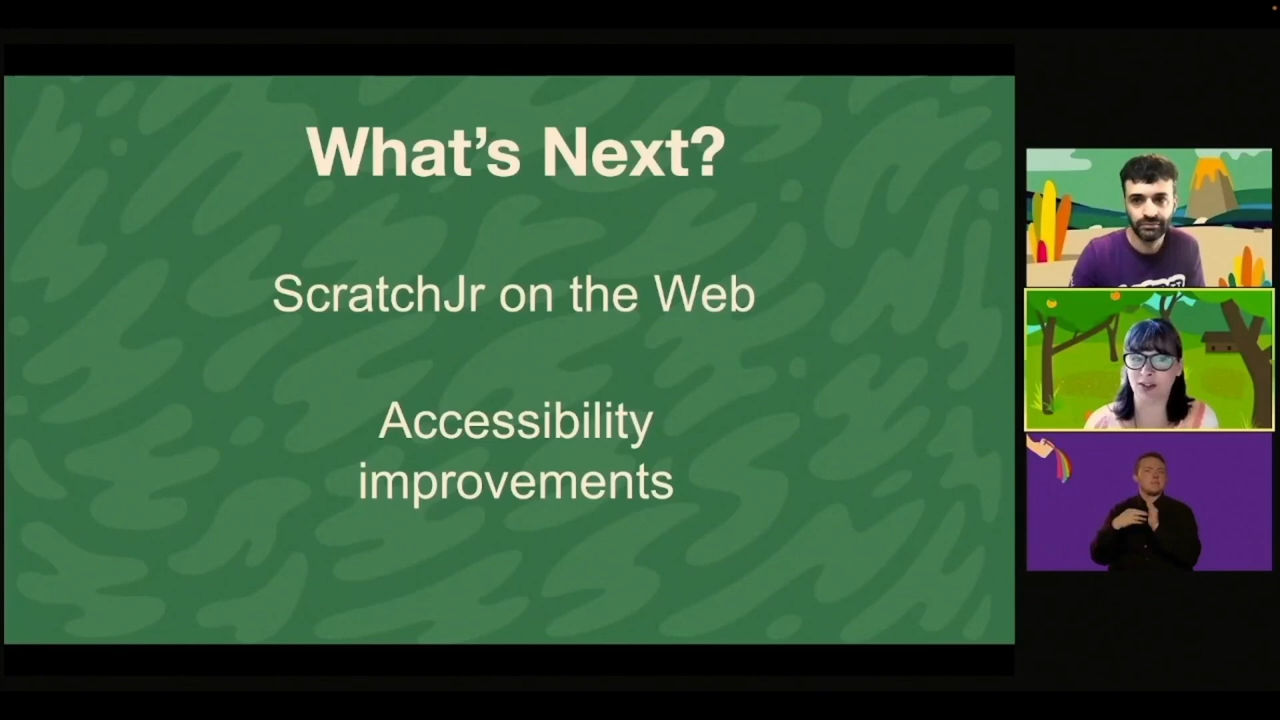 What's Next?
ScratchJr on the Web
Accessibility
improvements